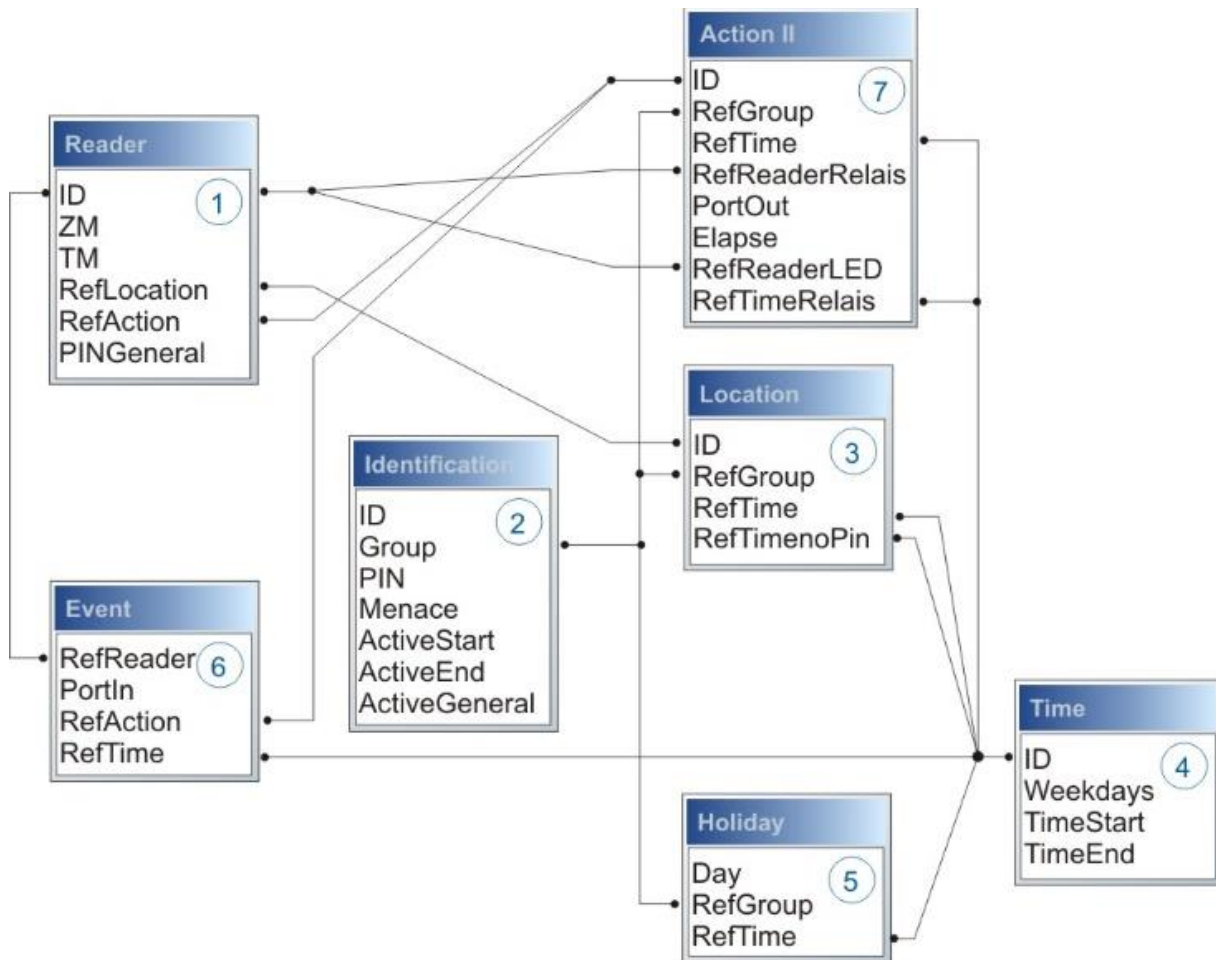 Reader
1
ID
ZM
TM
RefLocation
RefAction
PINGeneral
Action II
7
ID
RefGroup
RefTime
RefReaderRelais
PortOut
Elapse
RefReaderLED
RefTimeRelais
Identification
2
ID
Group
PIN
Menace
ActiveStart
ActiveEnd
ActiveGeneral
Location
3
ID
RefGroup
RefTime
RefTimenoPin
Event
6
RefReader
PortIn
RefAction
RefTime
Holiday
5
Day
RefGroup
RefTime
Time
4
ID
Weekdays
TimeStart
TimeEnd